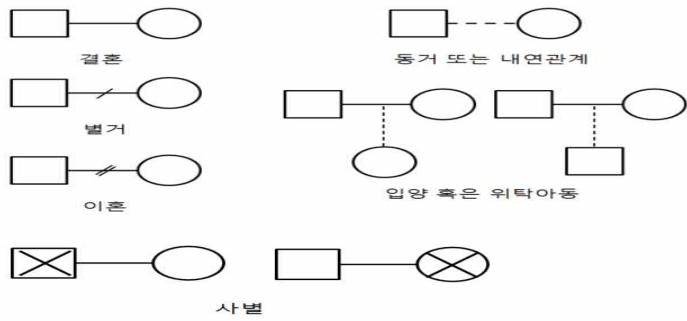 결혼
동거 또는 내연관계
별거
이혼
입양 혹은 위탁아동
사별